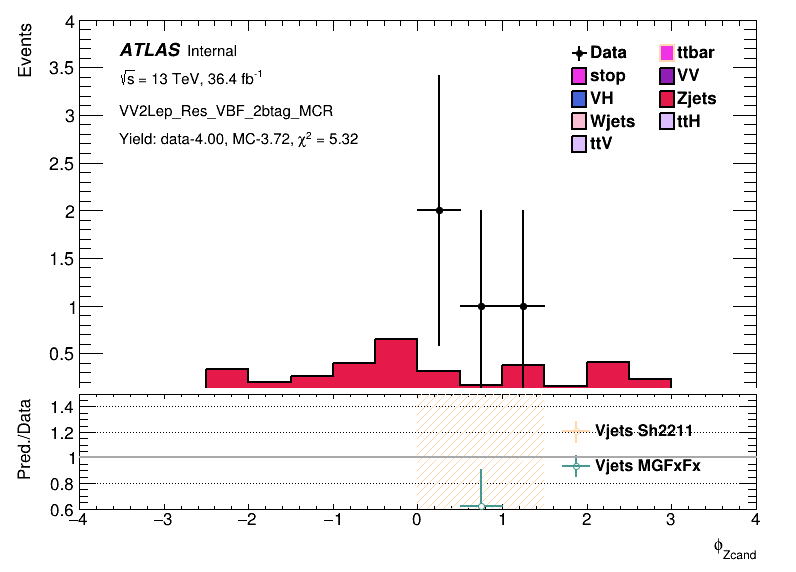 Events
4
3.5
3
2.5
2
1.5
1
0.5
ATLAS Internal
√s = 13 TeV, 36.4 fb⁻¹
VV2Lep_Res_VBF_2btag_MCR
Yield: data-4.00, MC-3.72, χ² = 5.32
Data
ttbar
stop
VV
VH
Zjets
Wjets
ttH
ttV
Pred./Data
1.4
1.2
1
0.8
0.6
Vjets Sh2211
Vjets MGFxFx
−4 −3 −2 −1 0 1 2 3 4
ϕ_Zcand